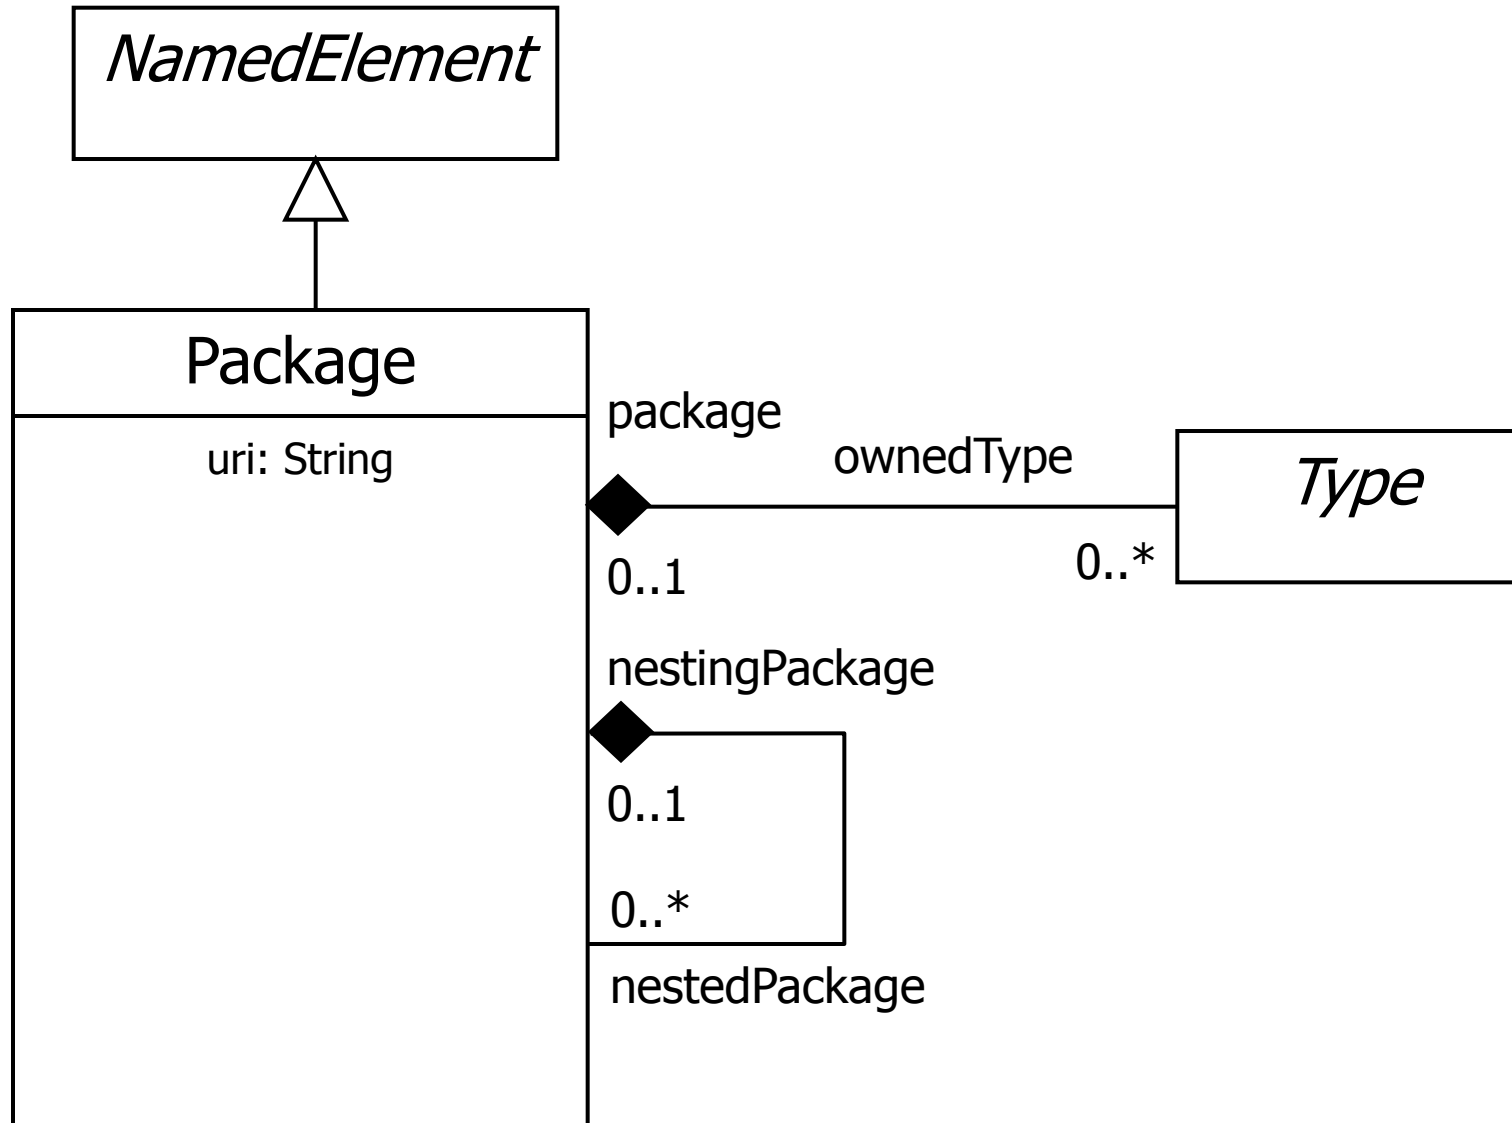 NamedElement
Package
uri: String
package
ownedType
Type
0..1
0..*
nestingPackage
0..1
0..*
nestedPackage